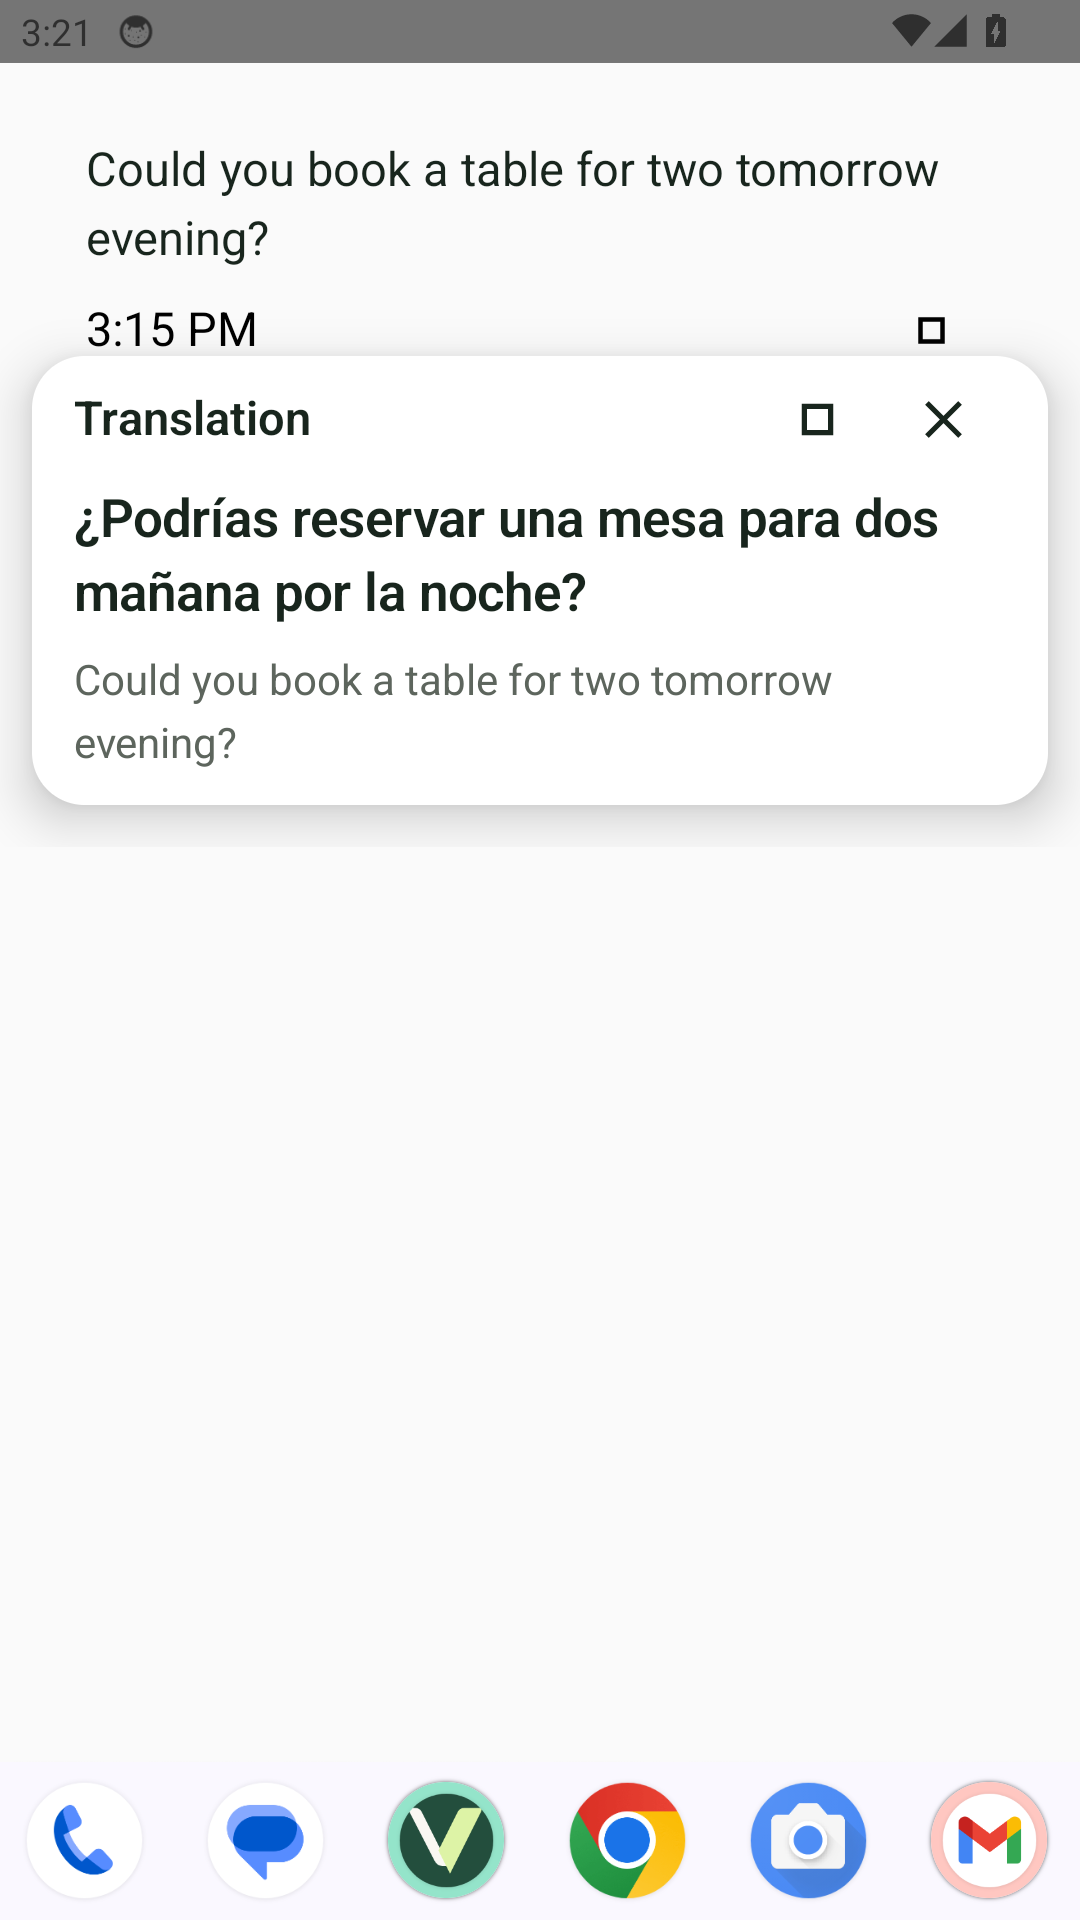 3:21
Could you book a table for two tomorrow
evening?
3:15 PM
Translation
¿Podrías reservar una mesa para dos
mañana por la noche?
Could you book a table for two tomorrow
evening?